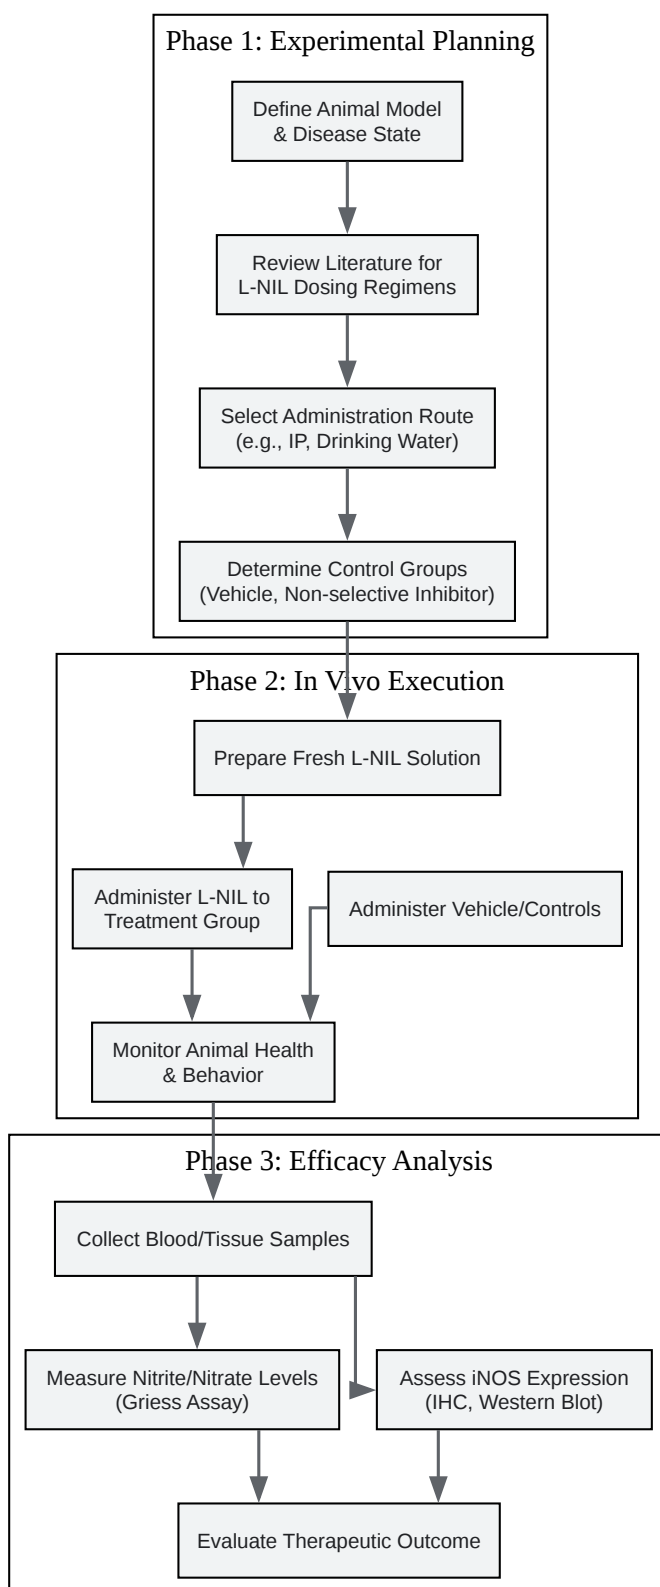 Phase 1: Experimental Planning
Define Animal Model
& Disease State
Review Literature for
L-NIL Dosing Regimens
Select Administration Route
(e.g., IP, Drinking Water)
Determine Control Groups
(Vehicle, Non-selective Inhibitor)
Phase 2: In Vivo Execution
Prepare Fresh L-NIL Solution
Administer L-NIL to
Treatment Group
Administer Vehicle/Controls
Monitor Animal Health
& Behavior
Phase 3: Efficacy Analysis
Collect Blood/Tissue Samples
Measure Nitrite/Nitrate Levels
(Griess Assay)
Assess iNOS Expression
(IHC, Western Blot)
Evaluate Therapeutic Outcome